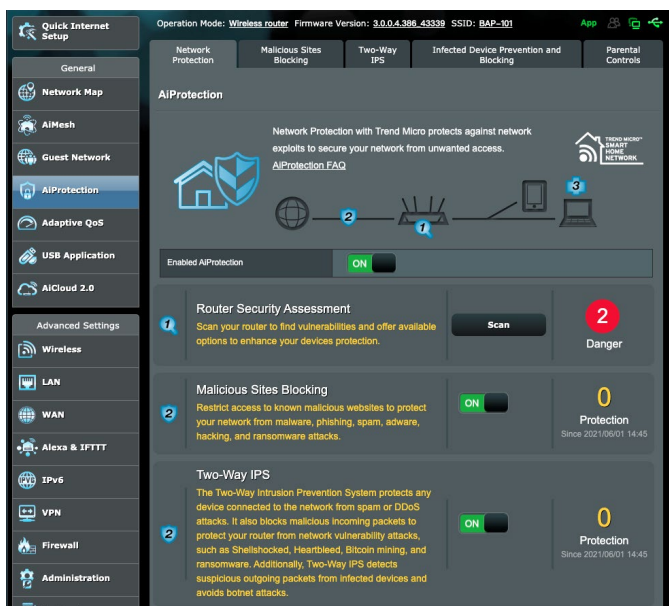 Quick Internet
Setup
Operation Mode: Wireless router Firmware Version: 3.0.0.4.386_43339 SSID: BAP-101
App
General
Network Map
AiMesh
Guest Network
AiProtection
Adaptive QoS
USB Application
AiCloud 2.0
Advanced Settings
Wireless
LAN
WAN
Alexa & IFTTT
IPv6
VPN
Firewall
Administration
Network
Protection
Malicious Sites
Blocking
Two-Way
IPS
Infected Device Prevention and
Blocking
Parental
Controls
AiProtection
Network Protection with Trend Micro protects against network
exploits to secure your network from unwanted access.
AiProtection FAQ
TREND MICRO™
SMART
HOME
NETWORK
2
1
3
Enabled AiProtection
ON
1
Router Security Assessment
Scan your router to find vulnerabilities and offer available
options to enhance your devices protection.
Scan
2
Danger
2
Malicious Sites Blocking
Restrict access to known malicious websites to protect
your network from malware, phishing, spam, adware,
hacking, and ransomware attacks.
ON
0
Protection
Since 2021/06/01 14:45
2
Two-Way IPS
The Two-Way Intrusion Prevention System protects any
device connected to the network from spam or DDoS
attacks. It also blocks malicious incoming packets to
protect your router from network vulnerability attacks,
such as Shellshocked, Heartbleed, Bitcoin mining, and
ransomware. Additionally, Two-Way IPS detects
suspicious outgoing packets from infected devices and
avoids botnet attacks.
ON
0
Protection
Since 2021/06/01 14:45